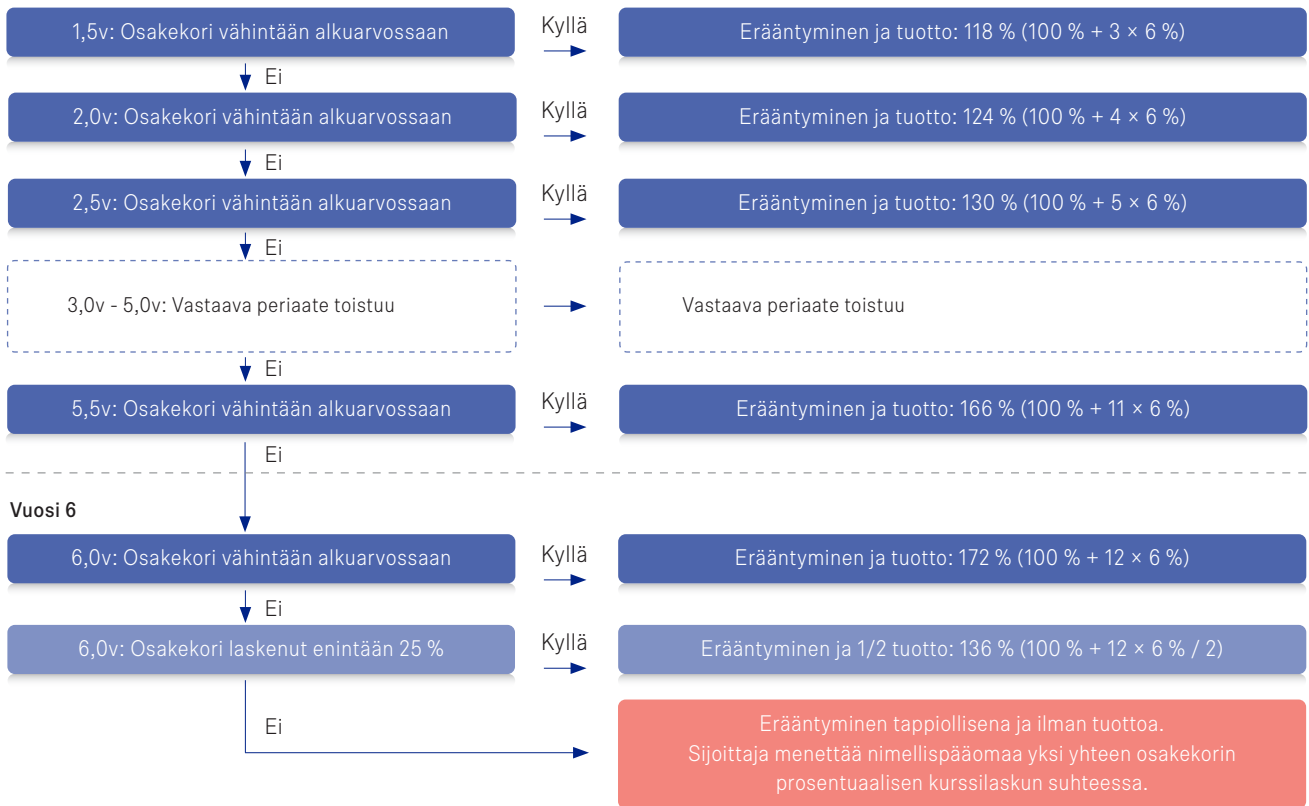 1,5v: Osakekori vähintään alkuarvossaan
Kyllä
Erääntyminen ja tuotto: 118 % (100 % + 3 × 6 %)
Ei
2,0v: Osakekori vähintään alkuarvossaan
Kyllä
Erääntyminen ja tuotto: 124 % (100 % + 4 × 6 %)
Ei
2,5v: Osakekori vähintään alkuarvossaan
Kyllä
Erääntyminen ja tuotto: 130 % (100 % + 5 × 6 %)
Ei
3,0v - 5,0v: Vastaava periaate toistuu
Vastaava periaate toistuu
Ei
5,5v: Osakekori vähintään alkuarvossaan
Kyllä
Erääntyminen ja tuotto: 166 % (100 % + 11 × 6 %)
Ei
Vuosi 6
6,0v: Osakekori vähintään alkuarvossaan
Kyllä
Erääntyminen ja tuotto: 172 % (100 % + 12 × 6 %)
Ei
6,0v: Osakekori laskenut enintään 25 %
Kyllä
Erääntyminen ja 1/2 tuotto: 136 % (100 % + 12 × 6 % / 2)
Ei
Erääntyminen tappiollisena ja ilman tuottoa.
Sijoittaja menettää nimellispääomaa yksi yhteen osakekorin
prosentuaalisen kurssilaskun suhteessa.